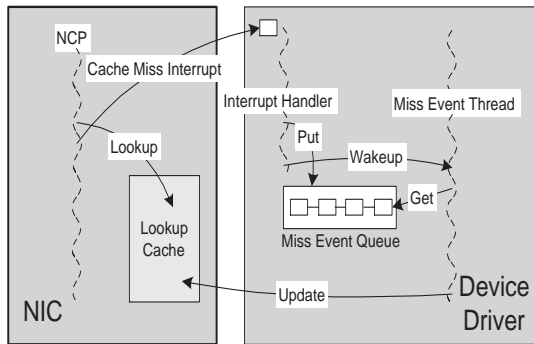 NCP
Cache Miss Interrupt
Lookup
Lookup
Cache
NIC
Interrupt Handler
Miss Event Thread
Put
Wakeup
Get
Miss Event Queue
Update
Device
Driver